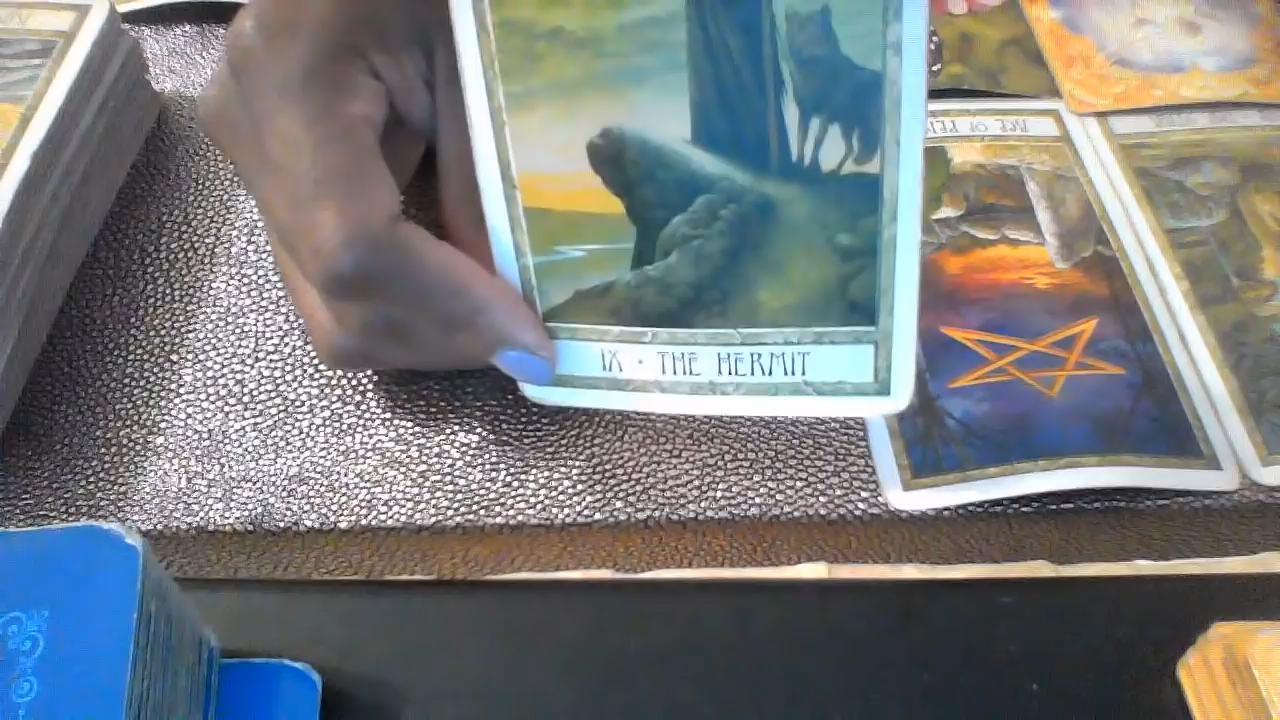 IX · THE HERMIT
ACE OF PEN